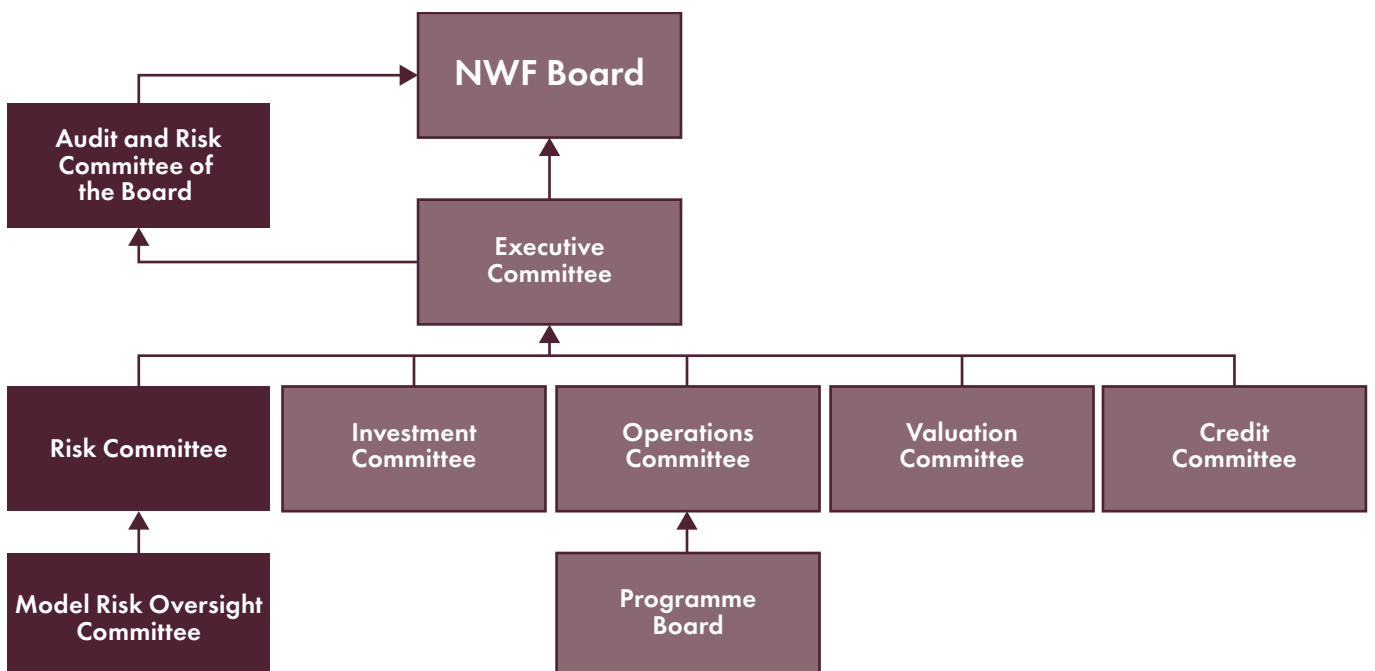 NWF Board
Audit and Risk
Committee of
the Board
Executive
Committee
Risk Committee
Investment
Committee
Operations
Committee
Valuation
Committee
Credit
Committee
Model Risk Oversight
Committee
Programme
Board